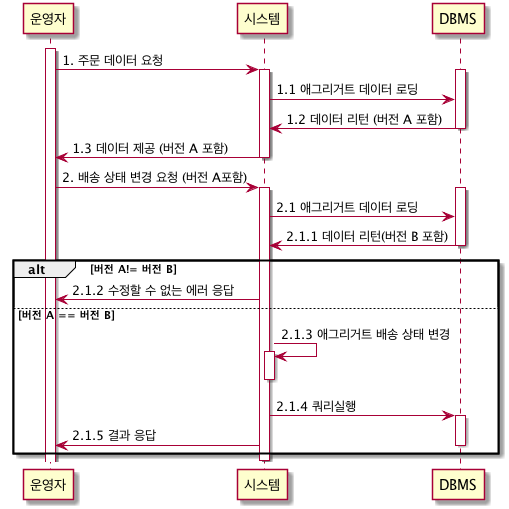 운영자 시스템 DBMS
1. 주문 데이터 요청
1.1 애그리거트 데이터 로딩
1.2 데이터 리턴 (버전 A 포함)
1.3 데이터 제공 (버전 A 포함)
2. 배송 상태 변경 요청 (버전 A포함)
2.1 애그리거트 데이터 로딩
2.1.1 데이터 리턴(버전 B 포함)
alt [버전 A!= 버전 B]
2.1.2 수정할 수 없는 에러 응답
[버전 A == 버전 B]
2.1.3 애그리거트 배송 상태 변경
2.1.4 쿼리실행
2.1.5 결과 응답
운영자 시스템 DBMS